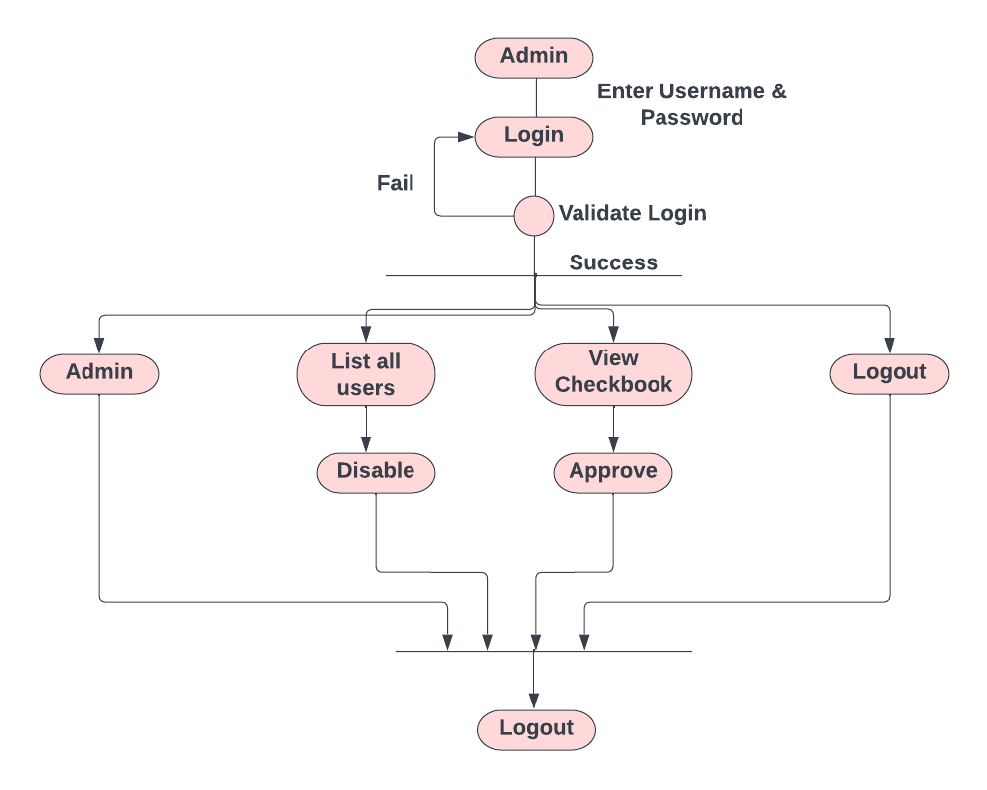 Admin
Enter Username &
Password
Login
Fail
Validate Login
Success
Admin
List all
users
View
Checkbook
Logout
Disable
Approve
Logout